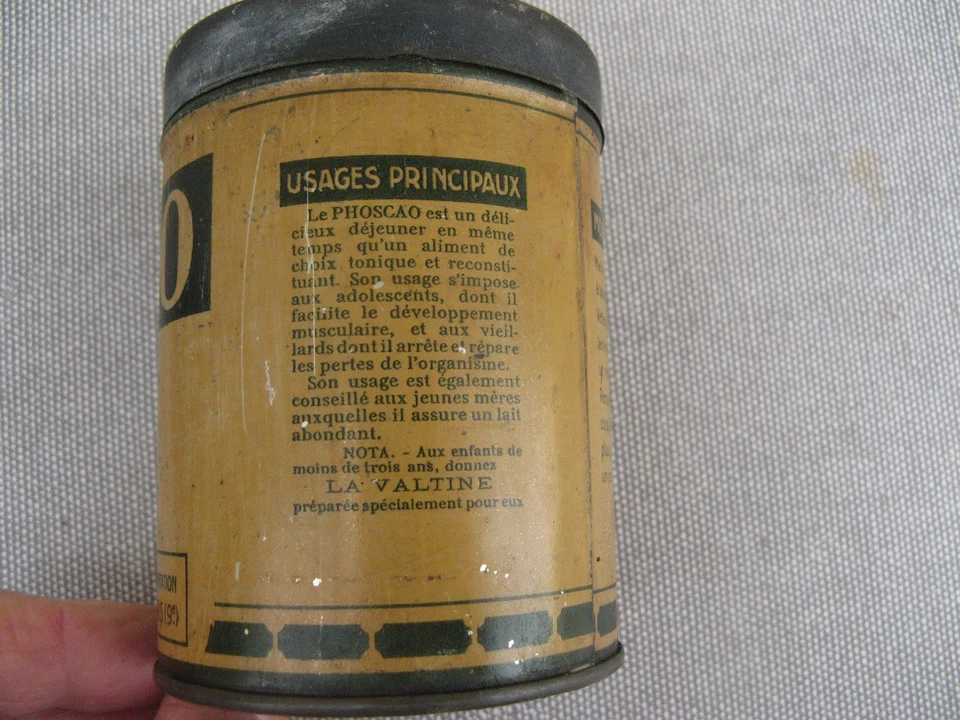 O
USAGES PRINCIPAUX
Le PHOSCAO est un déli-
cieux déjeuner en même
temps qu'un aliment de
choix tonique et reconsti-
tuant. Son usage s'impose
aux adolescents, dont il
facilite le développement
musculaire, et aux vieil-
lards dont il arrête et répare
les pertes de l'organisme.
Son usage est également
conseillé aux jeunes mères
auxquelles il assure un lait
abondant.
NOTA. - Aux enfants de
moins de trois ans, donnez
LA VALTINE
préparée spécialement pour eux
(9e)